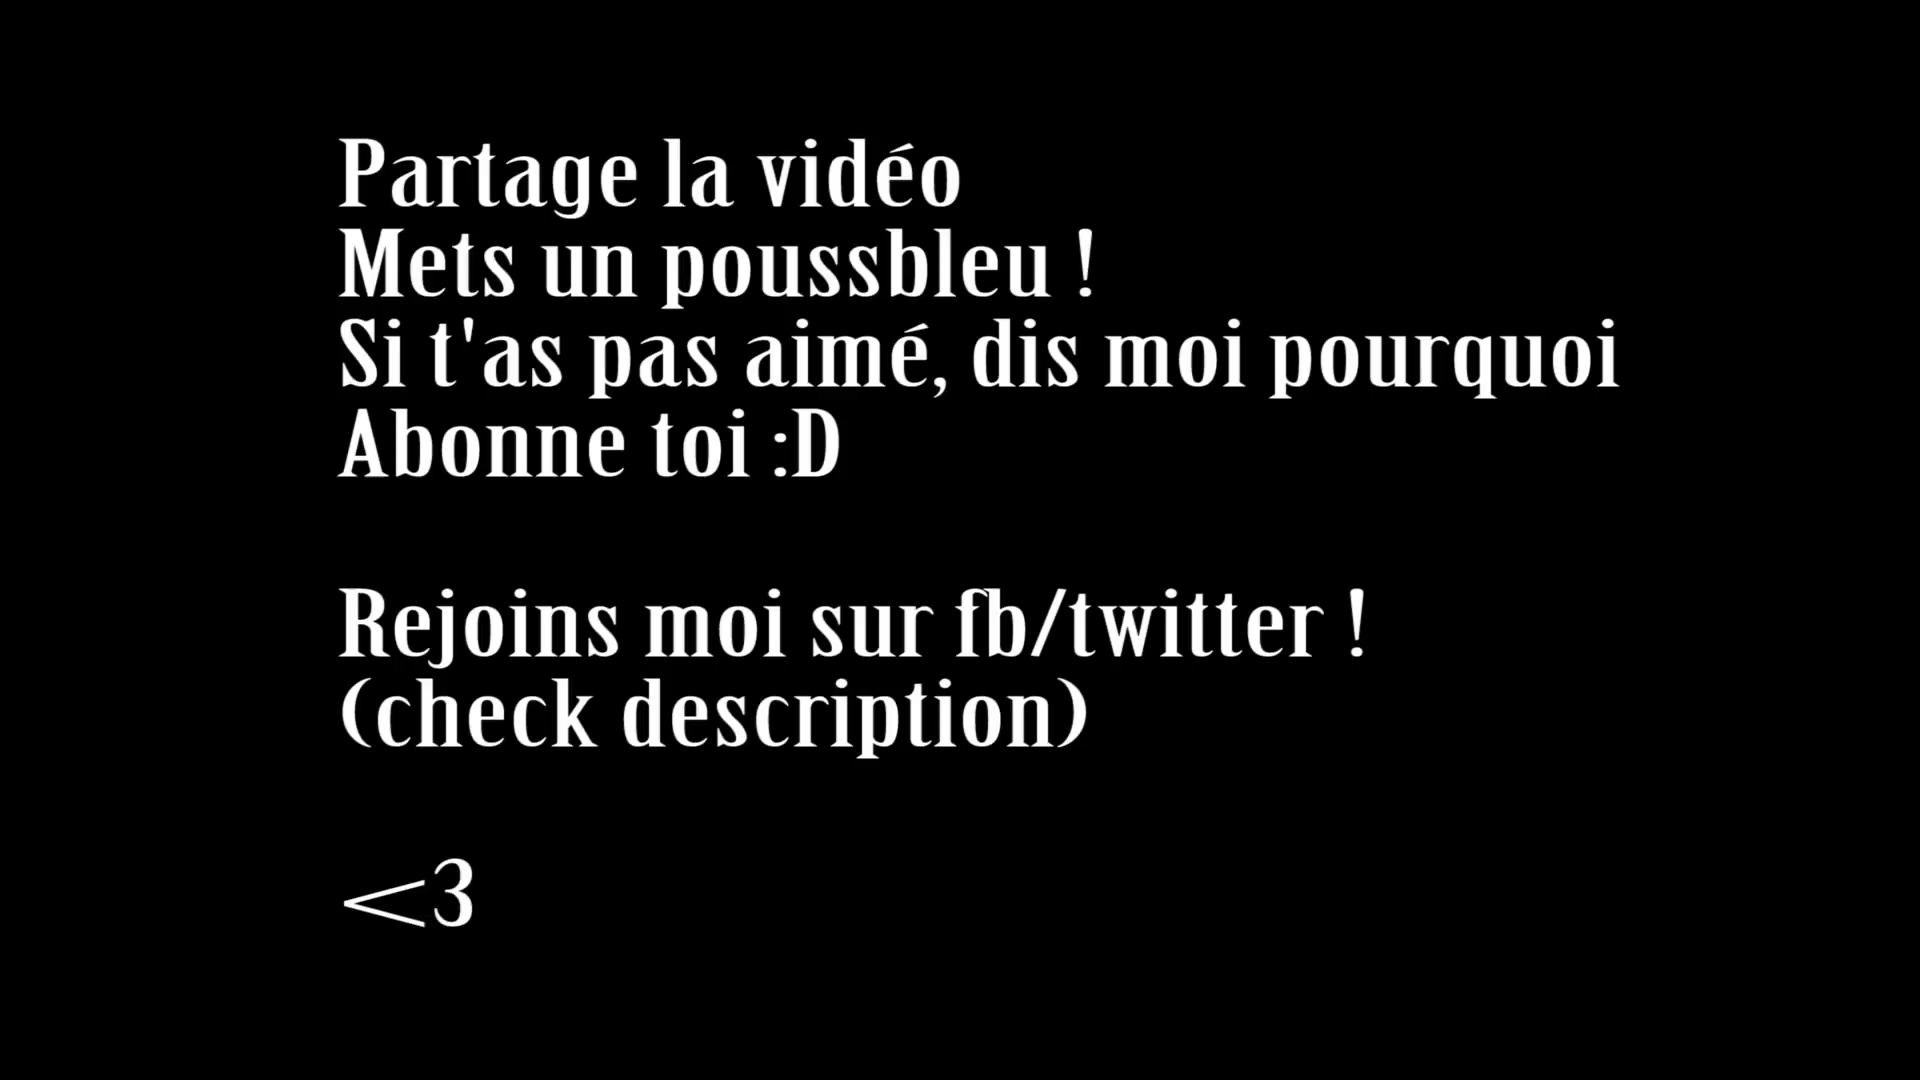 Partage la vidéo
Mets un poussbleu !
Si t'as pas aimé, dis moi pourquoi
Abonne toi :D
Rejoins moi sur fb/twitter !
(check description)
<3